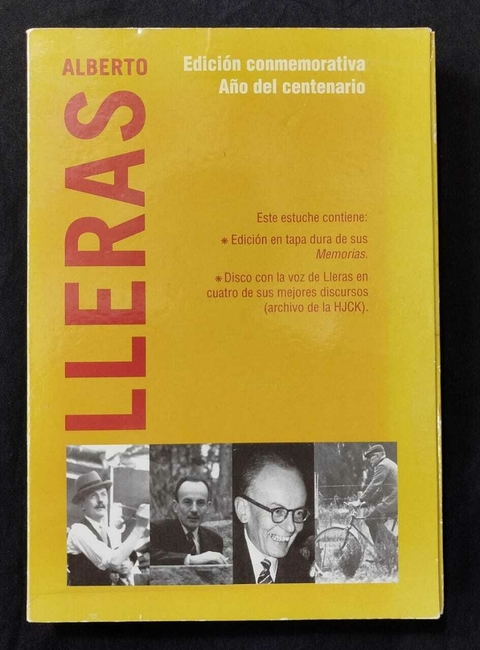 ALBERTO
LLERAS
Edición conmemorativa
Año del centenario
Este estuche contiene:
* Edición en tapa dura de sus
Memorias.
* Disco con la voz de Lleras en
cuatro de sus mejores discursos
(archivo de la HJCK).